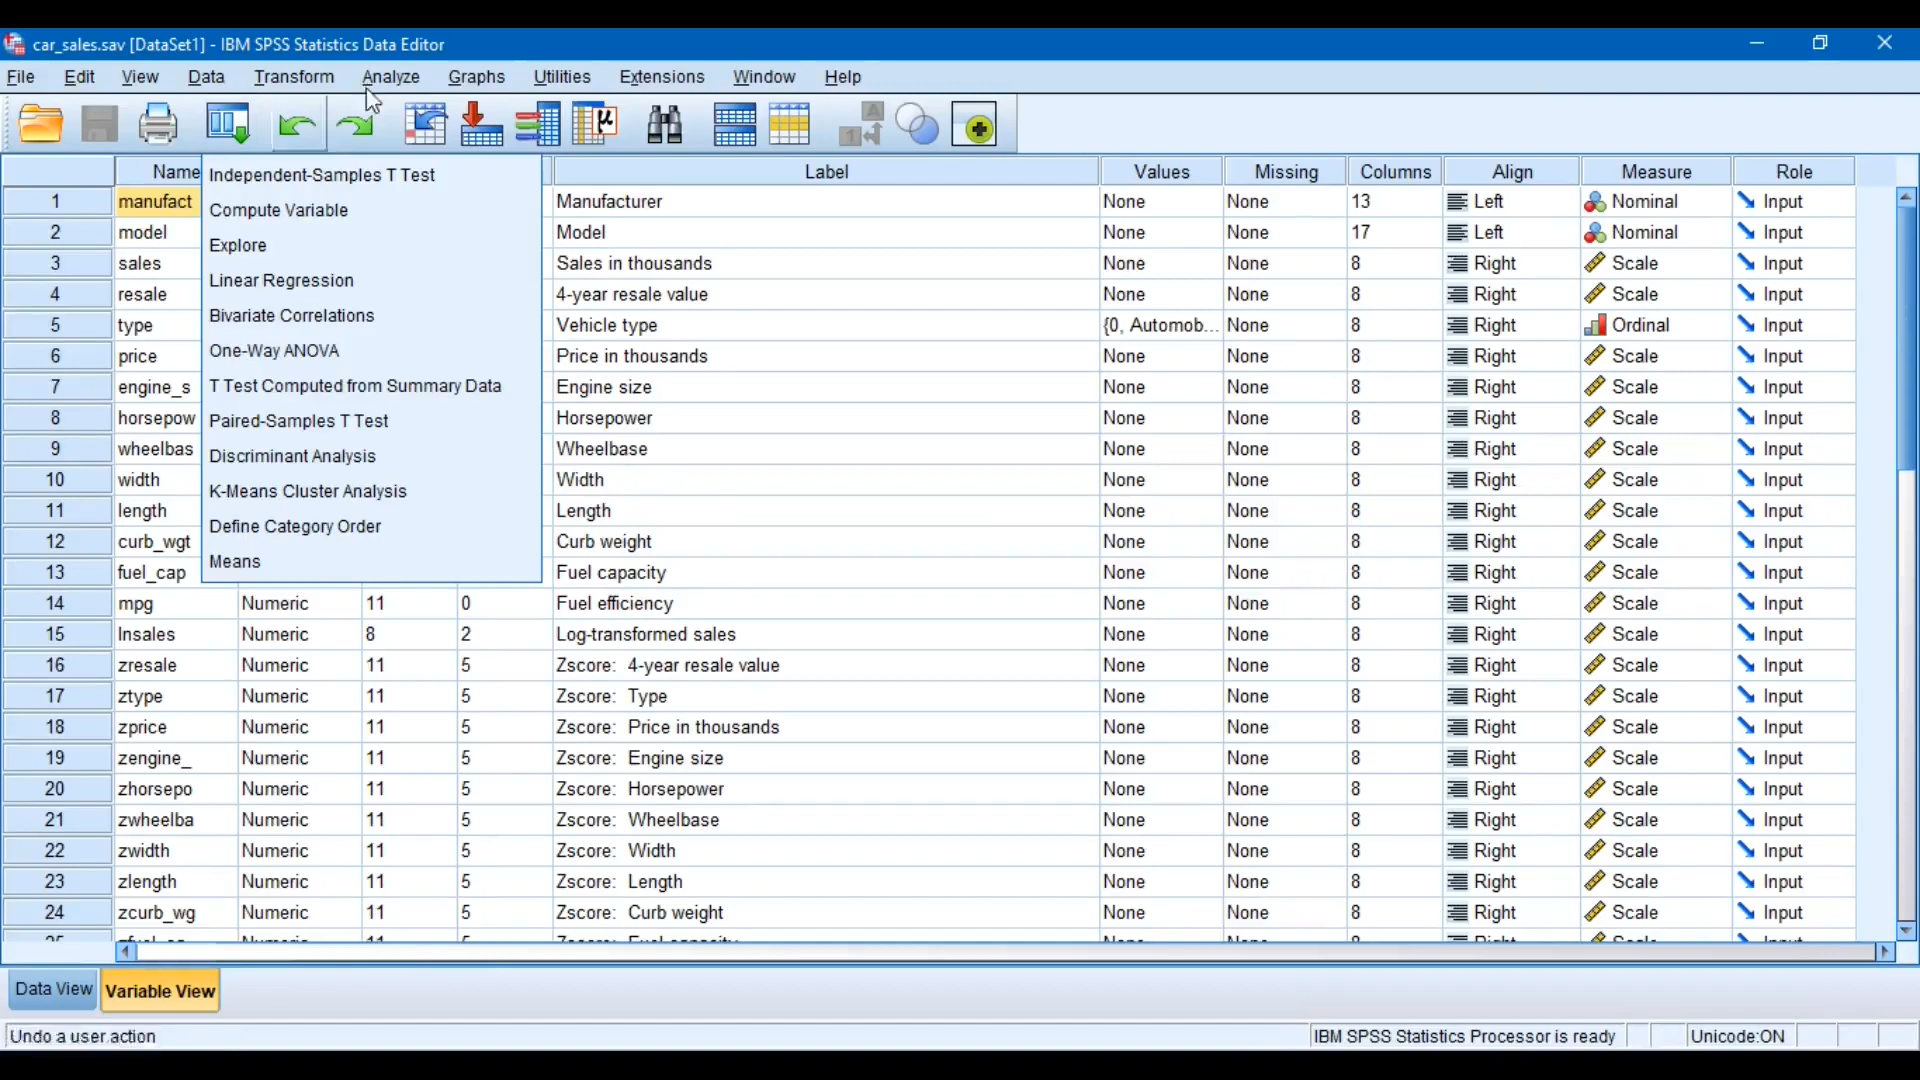 car_sales.sav [DataSet1] - IBM SPSS Statistics Data Editor
File Edit View Data Transform Analyze Graphs Utilities Extensions Window Help
Name Label Values Missing Columns Align Measure Role
1 manufact Manufacturer None None 13 Left Nominal Input
2 model Model None None 17 Left Nominal Input
3 sales Sales in thousands None None 8 Right Scale Input
4 resale 4-year resale value None None 8 Right Scale Input
5 type Vehicle type {0, Automob... None 8 Right Ordinal Input
6 price Price in thousands None None 8 Right Scale Input
7 engine_s Engine size None None 8 Right Scale Input
8 horsepow Horsepower None None 8 Right Scale Input
9 wheelbas Wheelbase None None 8 Right Scale Input
10 width Width None None 8 Right Scale Input
11 length Length None None 8 Right Scale Input
12 curb_wgt Curb weight None None 8 Right Scale Input
13 fuel_cap Fuel capacity None None 8 Right Scale Input
14 mpg Numeric 11 0 Fuel efficiency None None 8 Right Scale Input
15 lnsales Numeric 8 2 Log-transformed sales None None 8 Right Scale Input
16 zresale Numeric 11 5 Zscore: 4-year resale value None None 8 Right Scale Input
17 ztype Numeric 11 5 Zscore: Type None None 8 Right Scale Input
18 zprice Numeric 11 5 Zscore: Price in thousands None None 8 Right Scale Input
19 zengine_ Numeric 11 5 Zscore: Engine size None None 8 Right Scale Input
20 zhorsepo Numeric 11 5 Zscore: Horsepower None None 8 Right Scale Input
21 zwheelba Numeric 11 5 Zscore: Wheelbase None None 8 Right Scale Input
22 zwidth Numeric 11 5 Zscore: Width None None 8 Right Scale Input
23 zlength Numeric 11 5 Zscore: Length None None 8 Right Scale Input
24 zcurb_wg Numeric 11 5 Zscore: Curb weight None None 8 Right Scale Input
Independent-Samples T Test
Compute Variable
Explore
Linear Regression
Bivariate Correlations
One-Way ANOVA
T Test Computed from Summary Data
Paired-Samples T Test
Discriminant Analysis
K-Means Cluster Analysis
Define Category Order
Means
Data View Variable View
Undo a user action IBM SPSS Statistics Processor is ready Unicode:ON